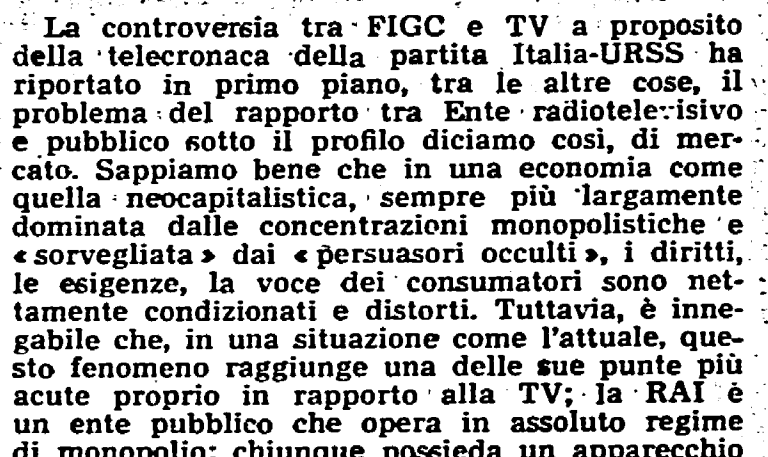 La controversia tra FIGC e TV a proposito
della telecronaca della partita Italia-URSS ha
riportato in primo piano, tra le altre cose, il
problema del rapporto tra Ente radiotelevisivo
e pubblico sotto il profilo diciamo così, di mer-
cato. Sappiamo bene che in una economia come
quella neocapitalistica, sempre più largamente
dominata dalle concentrazioni monopolistiche e
« sorvegliata » dai « persuasori occulti », i diritti,
le esigenze, la voce dei consumatori sono net-
tamente condizionati e distorti. Tuttavia, è inne-
gabile che, in una situazione come l'attuale, que-
sto fenomeno raggiunge una delle sue punte più
acute proprio in rapporto alla TV; la RAI è
un ente pubblico che opera in assoluto regime
di monopolio: chiunque possieda un apparecchio